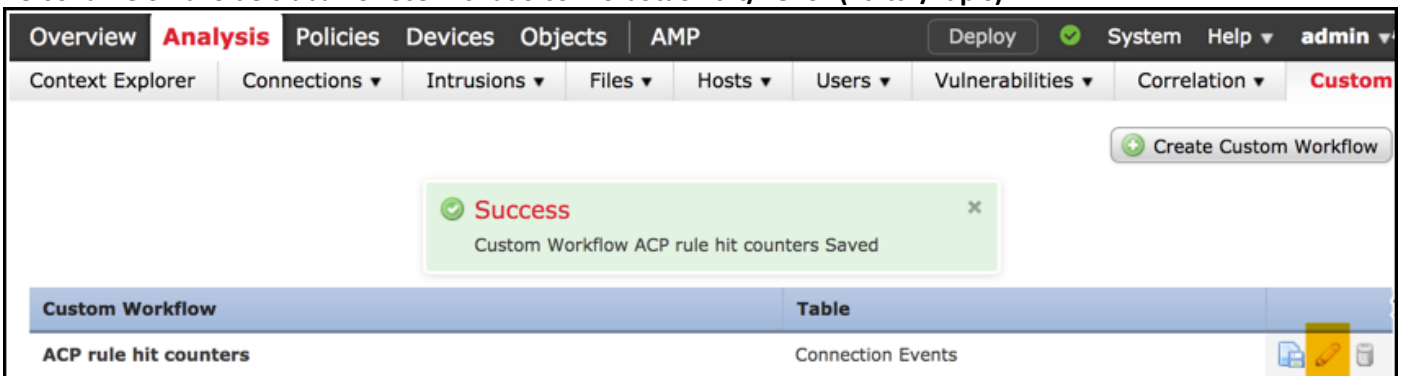 Overview Analysis Policies Devices Objects AMP Deploy System Help admin
Context Explorer Connections Intrusions Files Hosts Users Vulnerabilities Correlation Custom
Create Custom Workflow
Success
Custom Workflow ACP rule hit counters Saved
Custom Workflow Table
ACP rule hit counters Connection Events